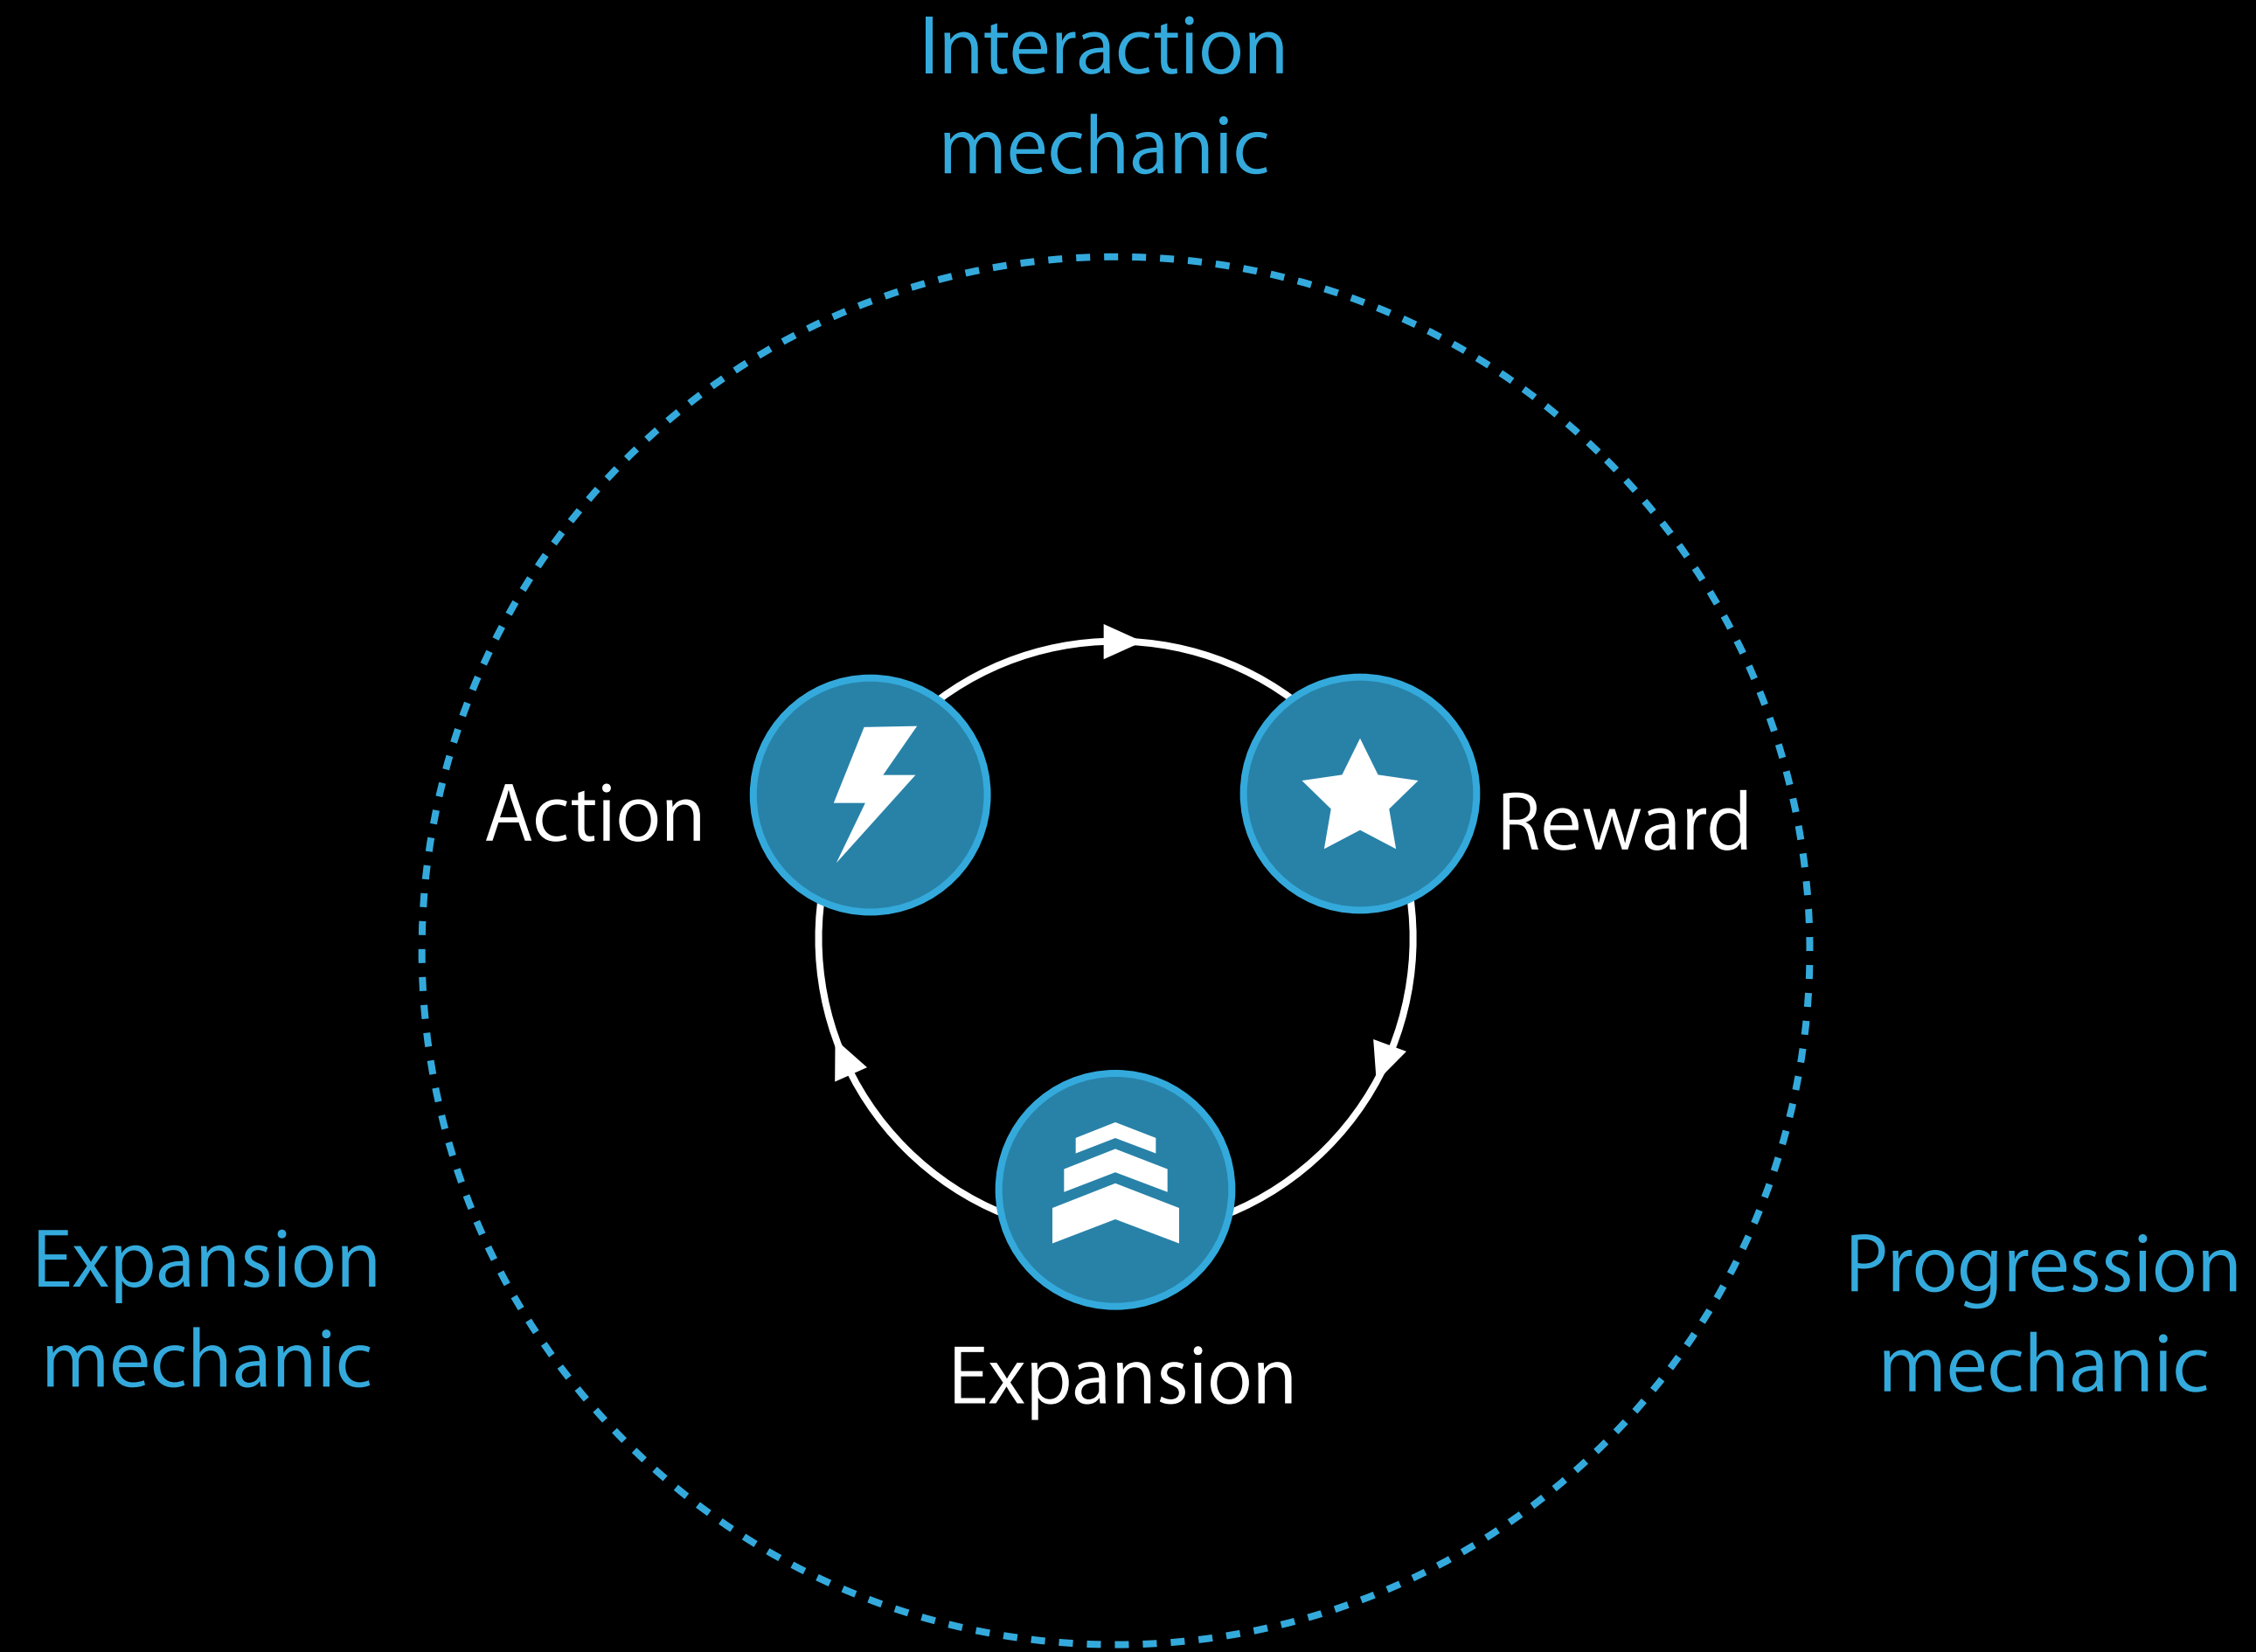 Interaction
mechanic
Action
Reward
Expansion
mechanic
Progression
mechanic
Expansion